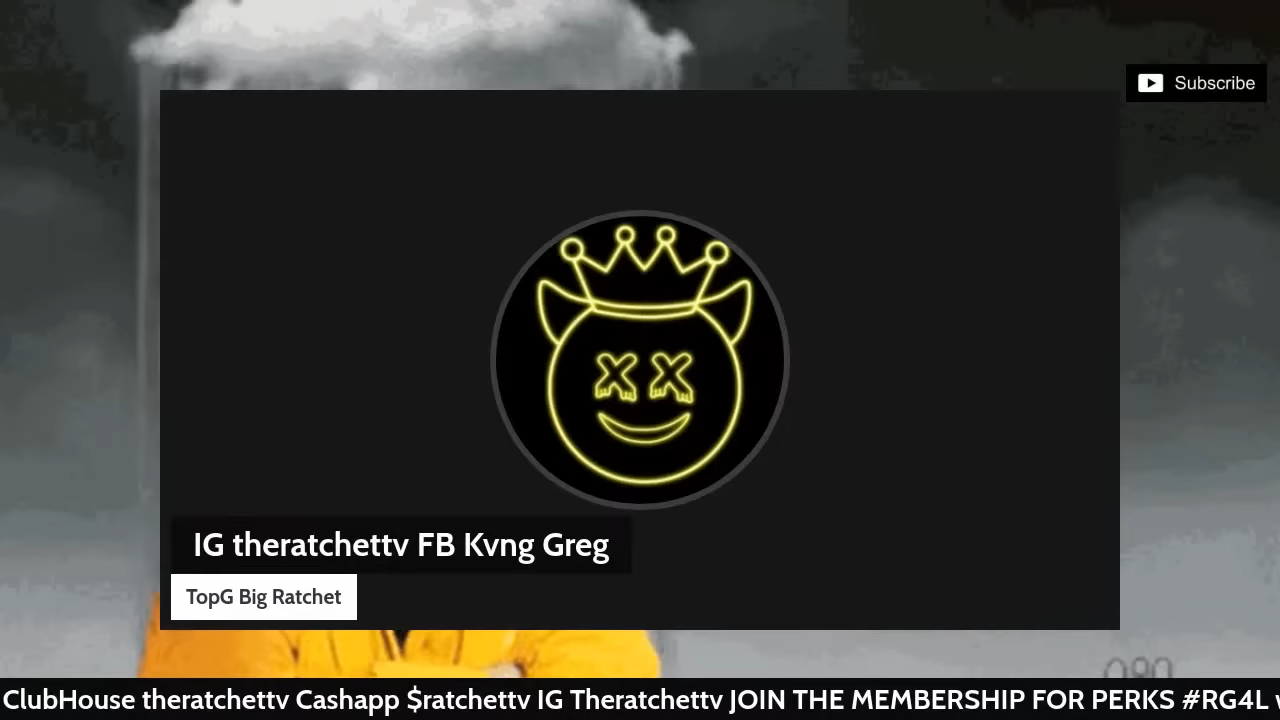 Subscribe
IG theratchettv FB Kvng Greg
TopG Big Ratchet
ClubHouse theratchettv Cashapp $ratchettv IG Theratchettv JOIN THE MEMBERSHIP FOR PERKS #RG4L